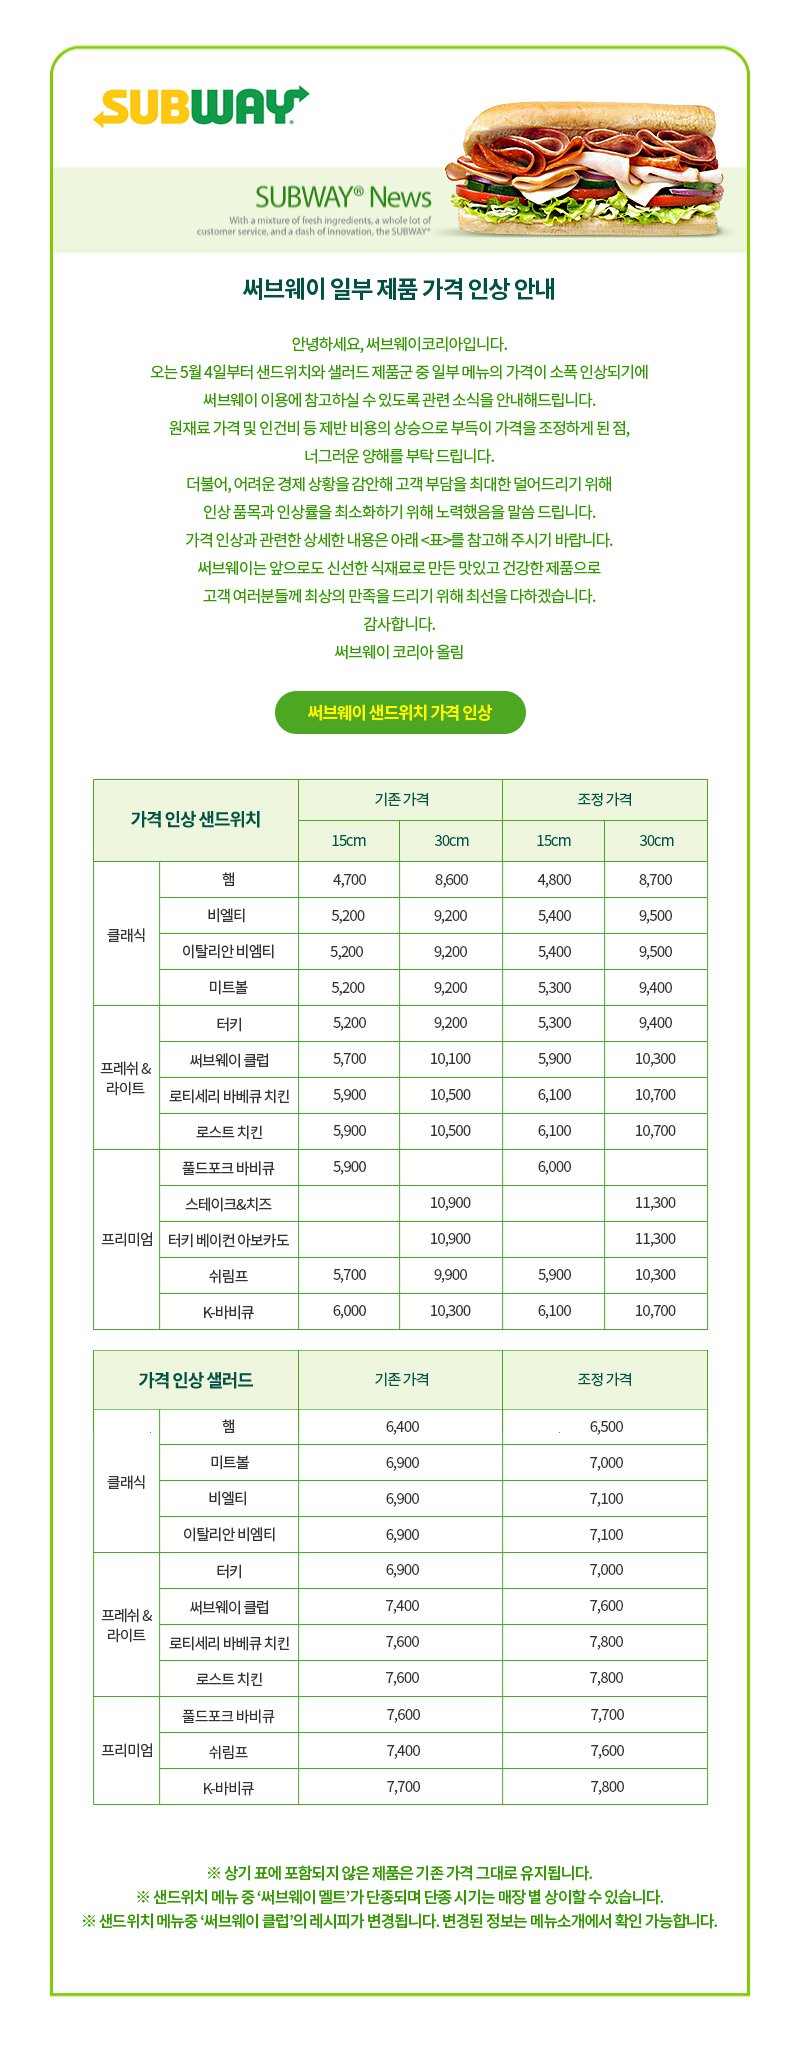 SUBWAY®
SUBWAY® News
With a mixture of fresh ingredients, a whole lot of
customer service, and a dash of innovation, the SUBWAY®
써브웨이 일부 제품 가격 인상 안내
안녕하세요, 써브웨이코리아입니다.
오는 5월 4일부터 샌드위치와 샐러드 제품군 중 일부 메뉴의 가격이 소폭 인상되기에
써브웨이 이용에 참고하실 수 있도록 관련 소식을 안내해드립니다.
원재료 가격 및 인건비 등 제반 비용의 상승으로 부득이 가격을 조정하게 된 점,
너그러운 양해를 부탁 드립니다.
더불어, 어려운 경제 상황을 감안해 고객 부담을 최대한 덜어드리기 위해
인상 품목과 인상률을 최소화하기 위해 노력했음을 말씀 드립니다.
가격 인상과 관련한 상세한 내용은 아래 <표>를 참고해 주시기 바랍니다.
써브웨이는 앞으로도 신선한 식재료로 만든 맛있고 건강한 제품으로
고객 여러분들께 최상의 만족을 드리기 위해 최선을 다하겠습니다.
감사합니다.
써브웨이 코리아 올림
써브웨이 샌드위치 가격 인상
가격 인상 샌드위치 기존 가격 조정 가격
15cm 30cm 15cm 30cm
클래식
햄 4,700 8,600 4,800 8,700
비엘티 5,200 9,200 5,400 9,500
이탈리안 비엠티 5,200 9,200 5,400 9,500
미트볼 5,200 9,200 5,300 9,400
프레쉬 &
라이트
터키 5,200 9,200 5,300 9,400
써브웨이 클럽 5,700 10,100 5,900 10,300
로티세리 바베큐 치킨 5,900 10,500 6,100 10,700
로스트 치킨 5,900 10,500 6,100 10,700
프리미엄
풀드포크 바비큐 5,900 6,000
스테이크&치즈 10,900 11,300
터키 베이컨 아보카도 10,900 11,300
쉬림프 5,700 9,900 5,900 10,300
K-바비큐 6,000 10,300 6,100 10,700
가격 인상 샐러드 기존 가격 조정 가격
클래식
햄 6,400 6,500
미트볼 6,900 7,000
비엘티 6,900 7,100
이탈리안 비엠티 6,900 7,100
프레쉬 &
라이트
터키 6,900 7,000
써브웨이 클럽 7,400 7,600
로티세리 바베큐 치킨 7,600 7,800
로스트 치킨 7,600 7,800
프리미엄
풀드포크 바비큐 7,600 7,700
쉬림프 7,400 7,600
K-바비큐 7,700 7,800
※ 상기 표에 포함되지 않은 제품은 기존 가격 그대로 유지됩니다.
※ 샌드위치 메뉴 중 ‘써브웨이 멜트’가 단종되며 단종 시기는 매장 별 상이할 수 있습니다.
※ 샌드위치 메뉴중 ‘써브웨이 클럽’의 레시피가 변경됩니다. 변경된 정보는 메뉴소개에서 확인 가능합니다.